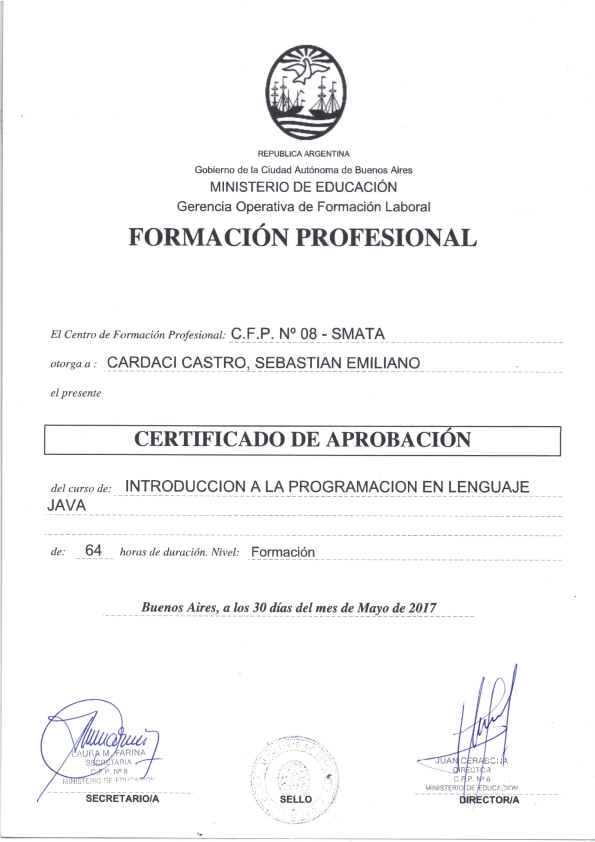 REPUBLICA ARGENTINA
Gobierno de la Ciudad Autónoma de Buenos Aires
MINISTERIO DE EDUCACIÓN
Gerencia Operativa de Formación Laboral
FORMACIÓN PROFESIONAL
El Centro de Formación Profesional: C.F.P. Nº 08 - SMATA
otorga a : CARDACI CASTRO, SEBASTIAN EMILIANO
el presente
CERTIFICADO DE APROBACIÓN
del curso de: INTRODUCCION A LA PROGRAMACION EN LENGUAJE
JAVA
de: 64 horas de duración. Nivel: Formación
Buenos Aires, a los 30 días del mes de Mayo de 2017
LAURA M. FARINA
SECRETARIA
C.F.P. Nº 8
MINISTERIO DE EDUCACION
SECRETARIO/A
SELLO
JUAN
DIRECTOR
C.F.P. Nº 8
MINISTERIO DE EDUCACION
DIRECTOR/A